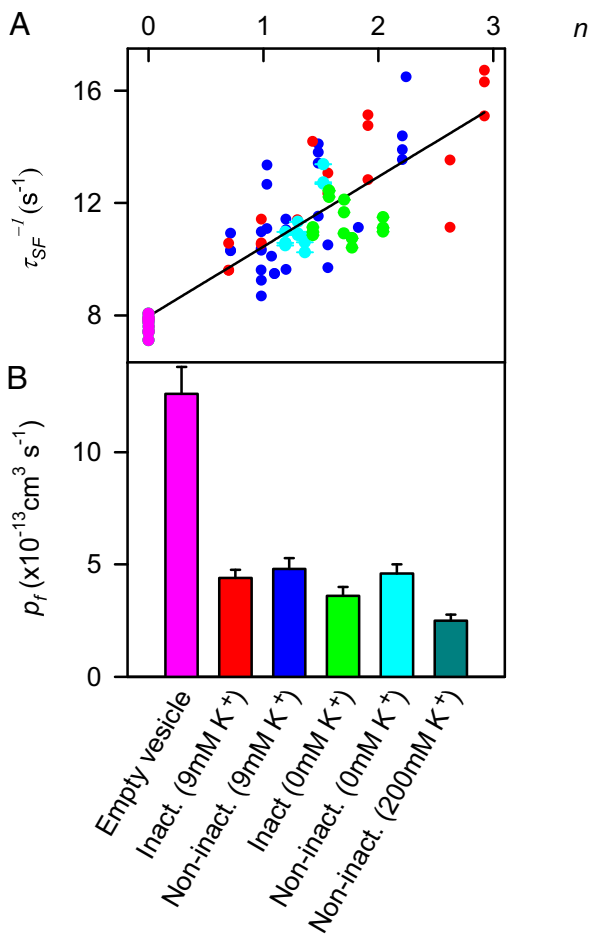 A
0 1 2 3 n
16
12
8
τSF⁻¹ (s⁻¹)
B
10
5
0
pf (x10⁻¹³cm³ s⁻¹)
Empty vesicle
Inact. (9mM K⁺)
Non-inact. (9mM K⁺)
Inact (0mM K⁺)
Non-inact. (0mM K⁺)
Non-inact. (200mM K⁺)